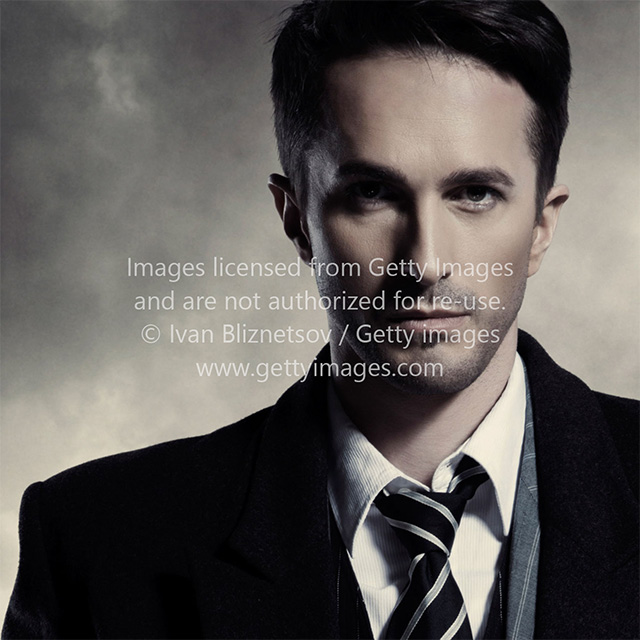 Images licensed from Getty Images
and are not authorized for re-use.
© Ivan Bliznetsov / Getty images
www.gettyimages.com